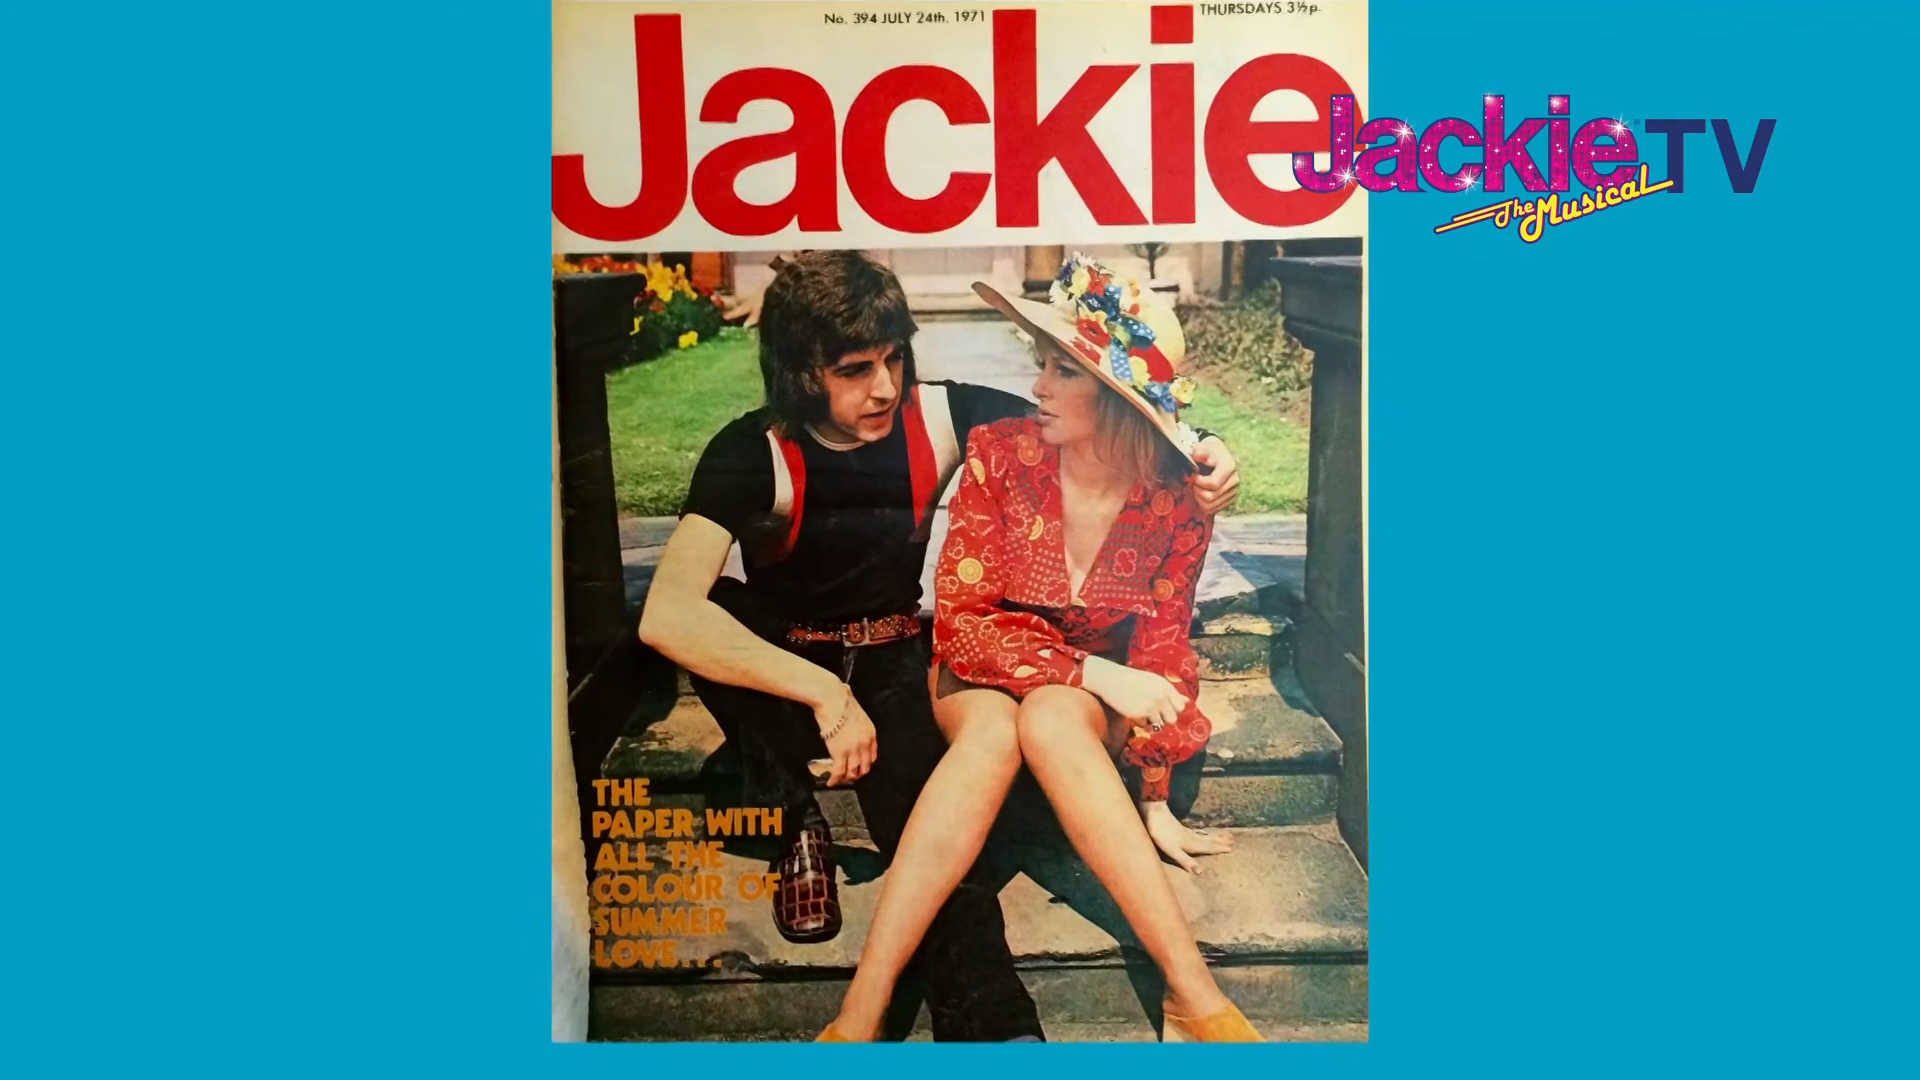 No. 394 JULY 24th, 1971
THURSDAYS 3½p.
Jackie
Jackie TV
The Musical
THE
PAPER WITH
ALL THE
COLOUR OF
SUMMER
LOVE...